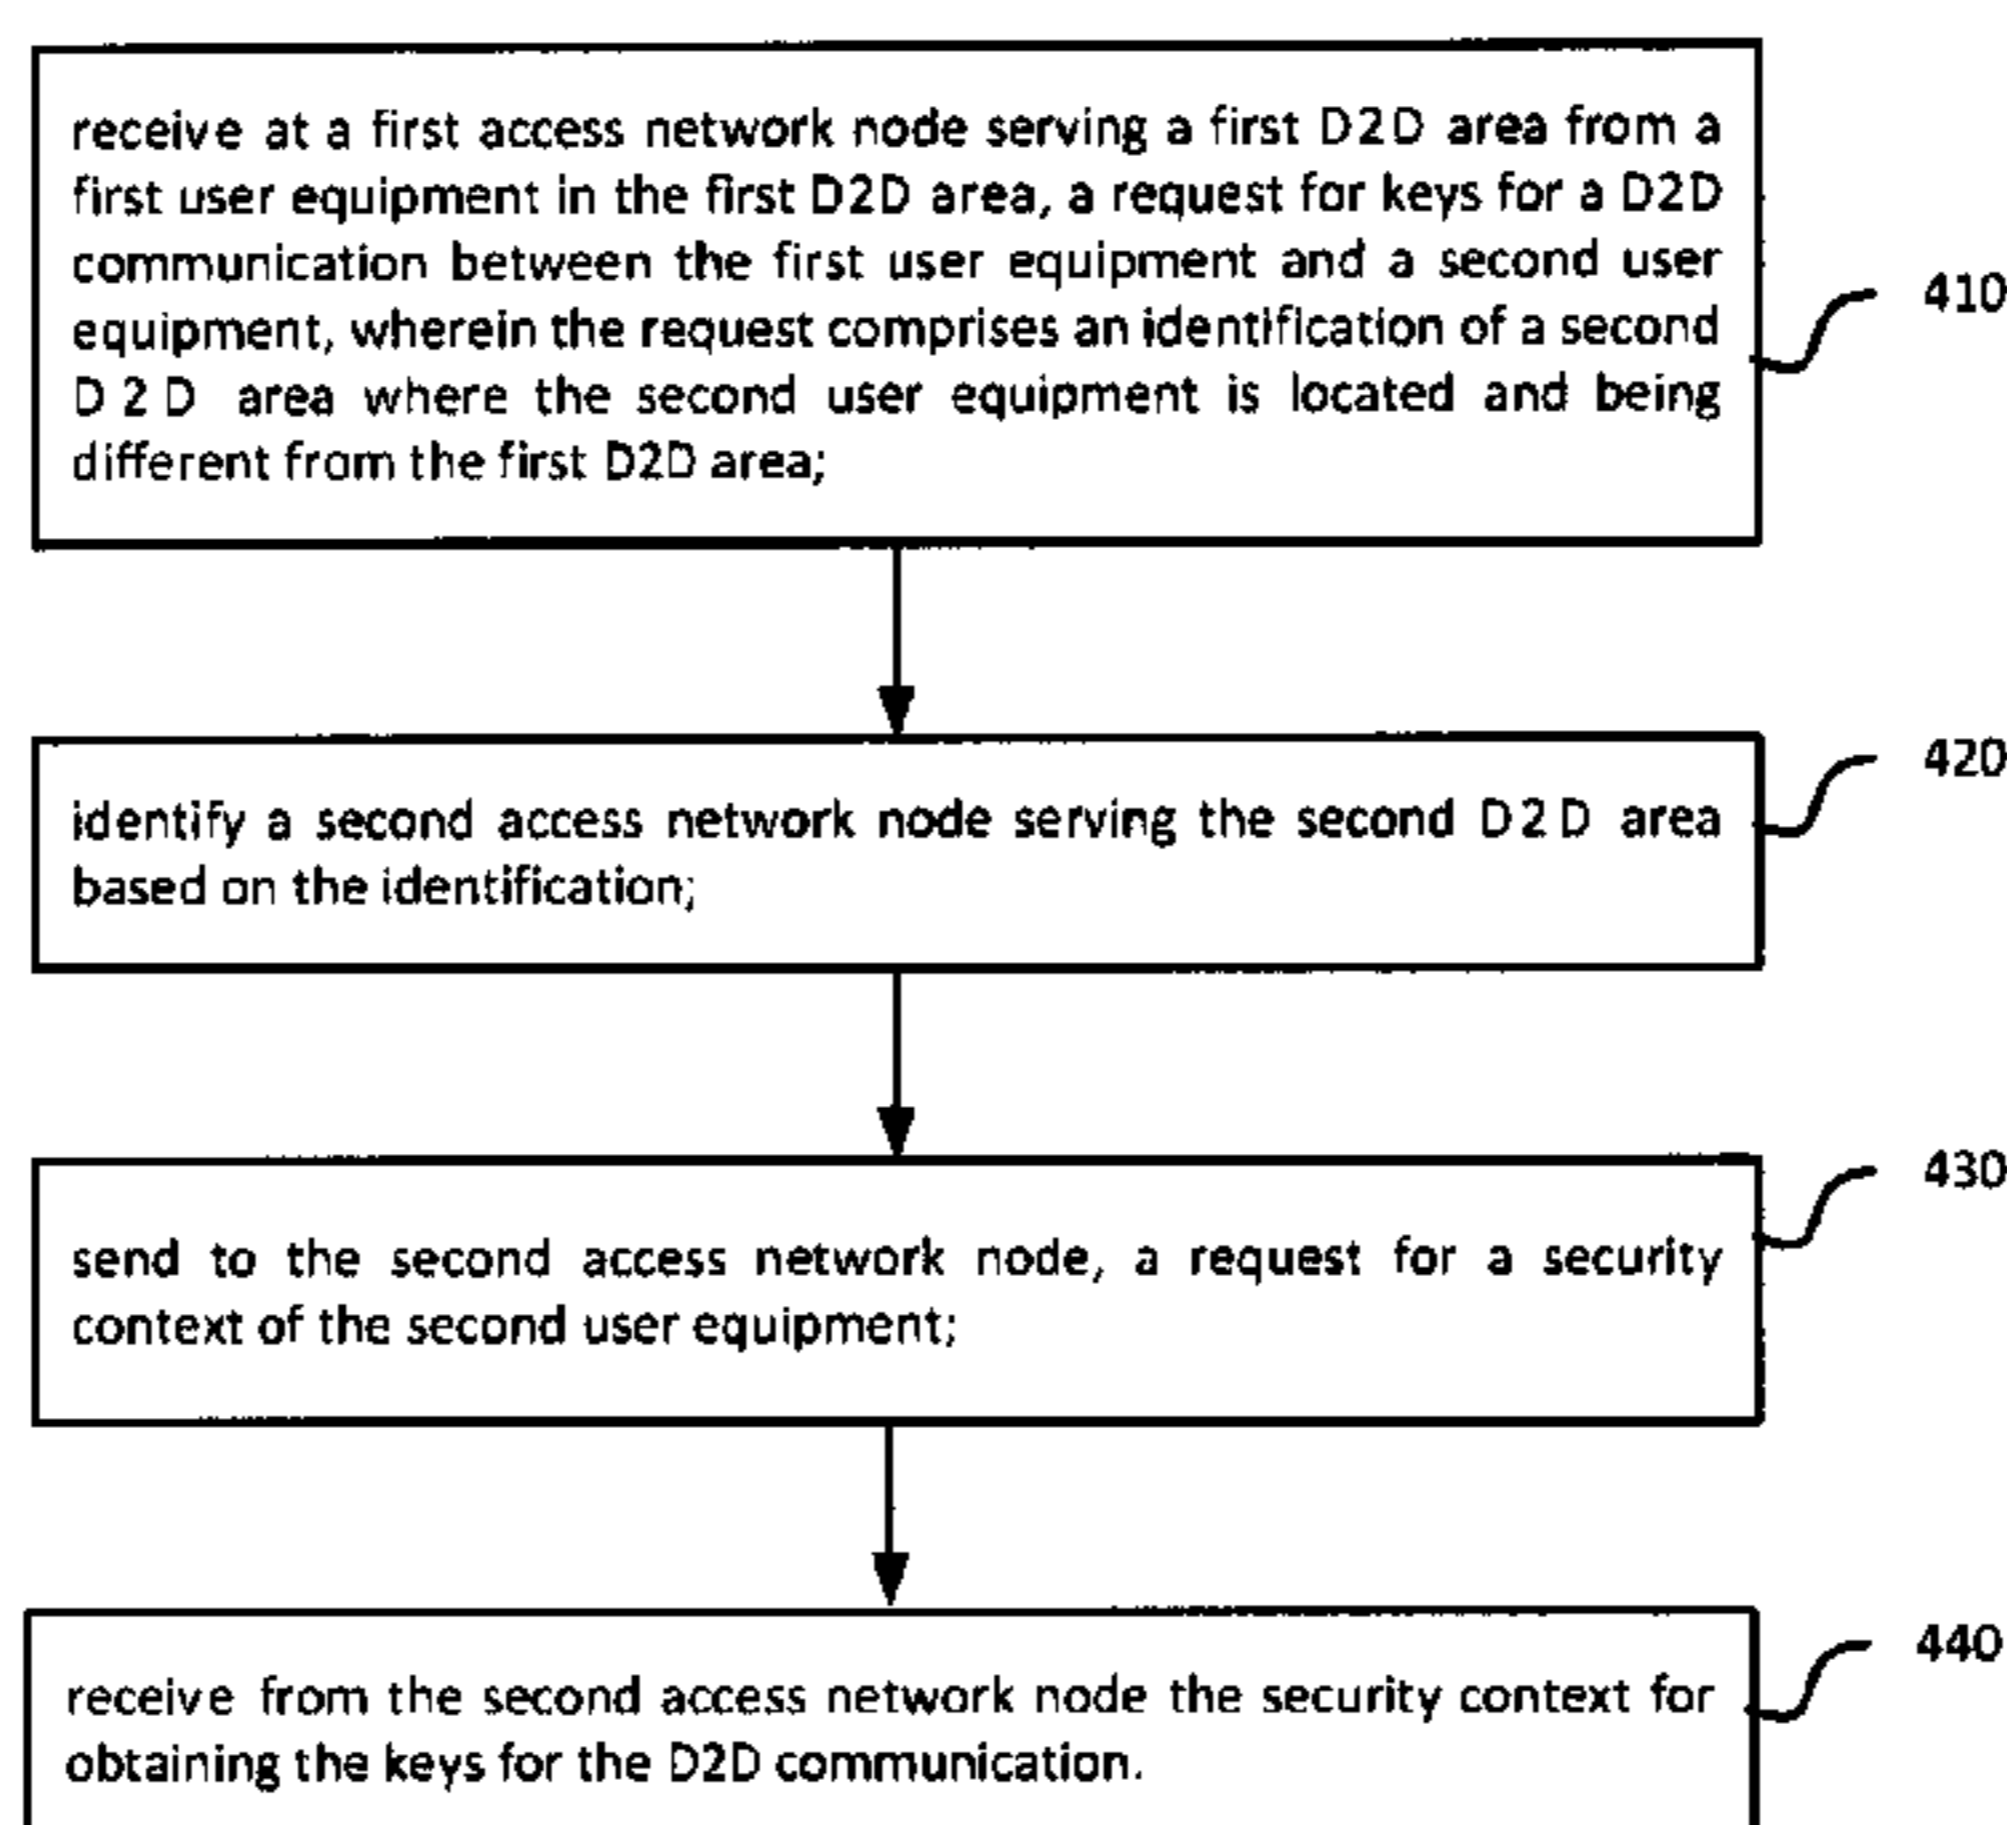 receive at a first access network node serving a first D2D area from a
first user equipment in the first D2D area, a request for keys for a D2D
communication between the first user equipment and a second user
equipment, wherein the request comprises an identification of a second
D2D area where the second user equipment is located and being
different from the first D2D area;
410
identify a second access network node serving the second D2D area
based on the identification;
420
send to the second access network node, a request for a security
context of the second user equipment;
430
receive from the second access network node the security context for
obtaining the keys for the D2D communication.
440